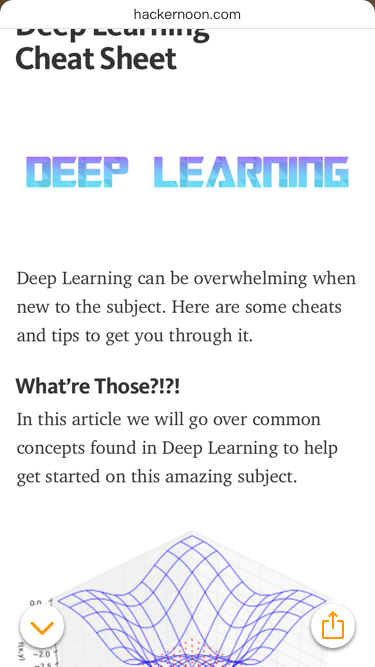 hackernoon.com
Deep Learning
Cheat Sheet
DEEP LEARNING
Deep Learning can be overwhelming when
new to the subject. Here are some cheats
and tips to get you through it.
What’re Those?!?!
In this article we will go over common
concepts found in Deep Learning to help
get started on this amazing subject.
0.0
−2.0
−2.5